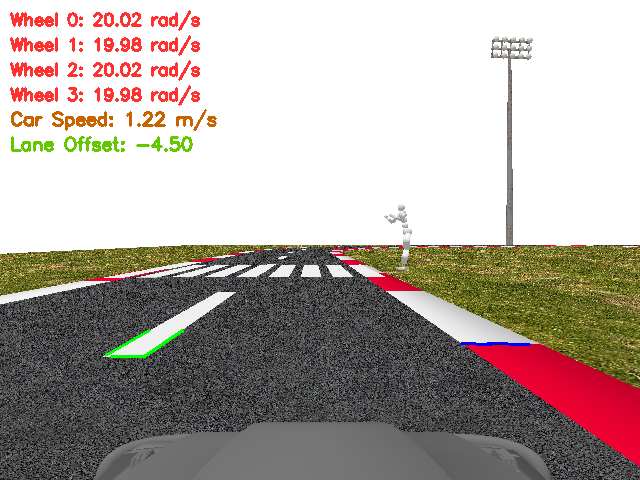 Wheel 0: 20.02 rad/s
Wheel 1: 19.98 rad/s
Wheel 2: 20.02 rad/s
Wheel 3: 19.98 rad/s
Car Speed: 1.22 m/s
Lane Offset: -4.50